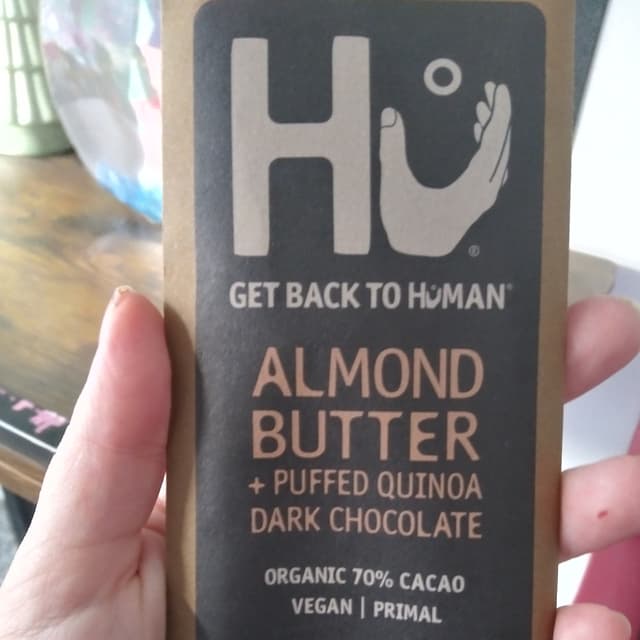 Hu
®
GET BACK TO HuMAN®
ALMOND
BUTTER
+ PUFFED QUINOA
DARK CHOCOLATE
ORGANIC 70% CACAO
VEGAN | PRIMAL